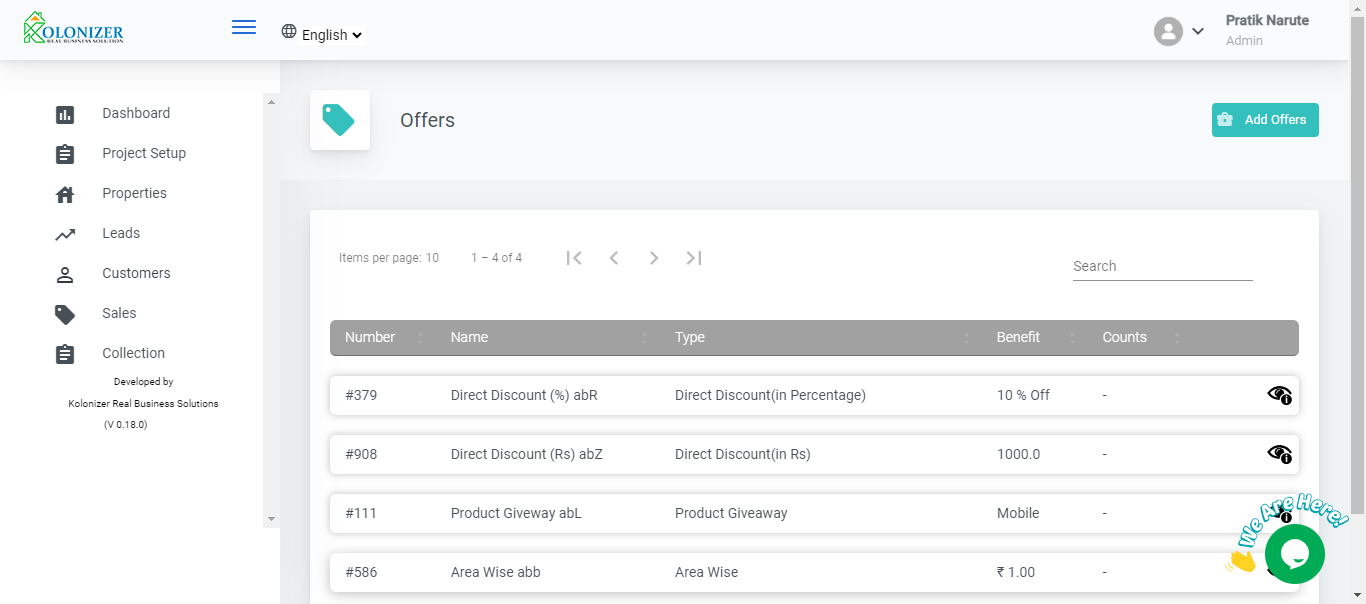 KOLONIZER
REAL BUSINESS SOLUTION
English
Pratik Narute
Admin
Dashboard
Project Setup
Properties
Leads
Customers
Sales
Collection
Developed by
Kolonizer Real Business Solutions
(V 0.18.0)
Offers
Add Offers
Items per page: 10 1 – 4 of 4
Search
Number Name Type Benefit Counts
#379 Direct Discount (%) abR Direct Discount(in Percentage) 10 % Off -
#908 Direct Discount (Rs) abZ Direct Discount(in Rs) 1000.0 -
#111 Product Giveway abL Product Giveaway Mobile -
#586 Area Wise abb Area Wise ₹ 1.00 -
We Are Here!